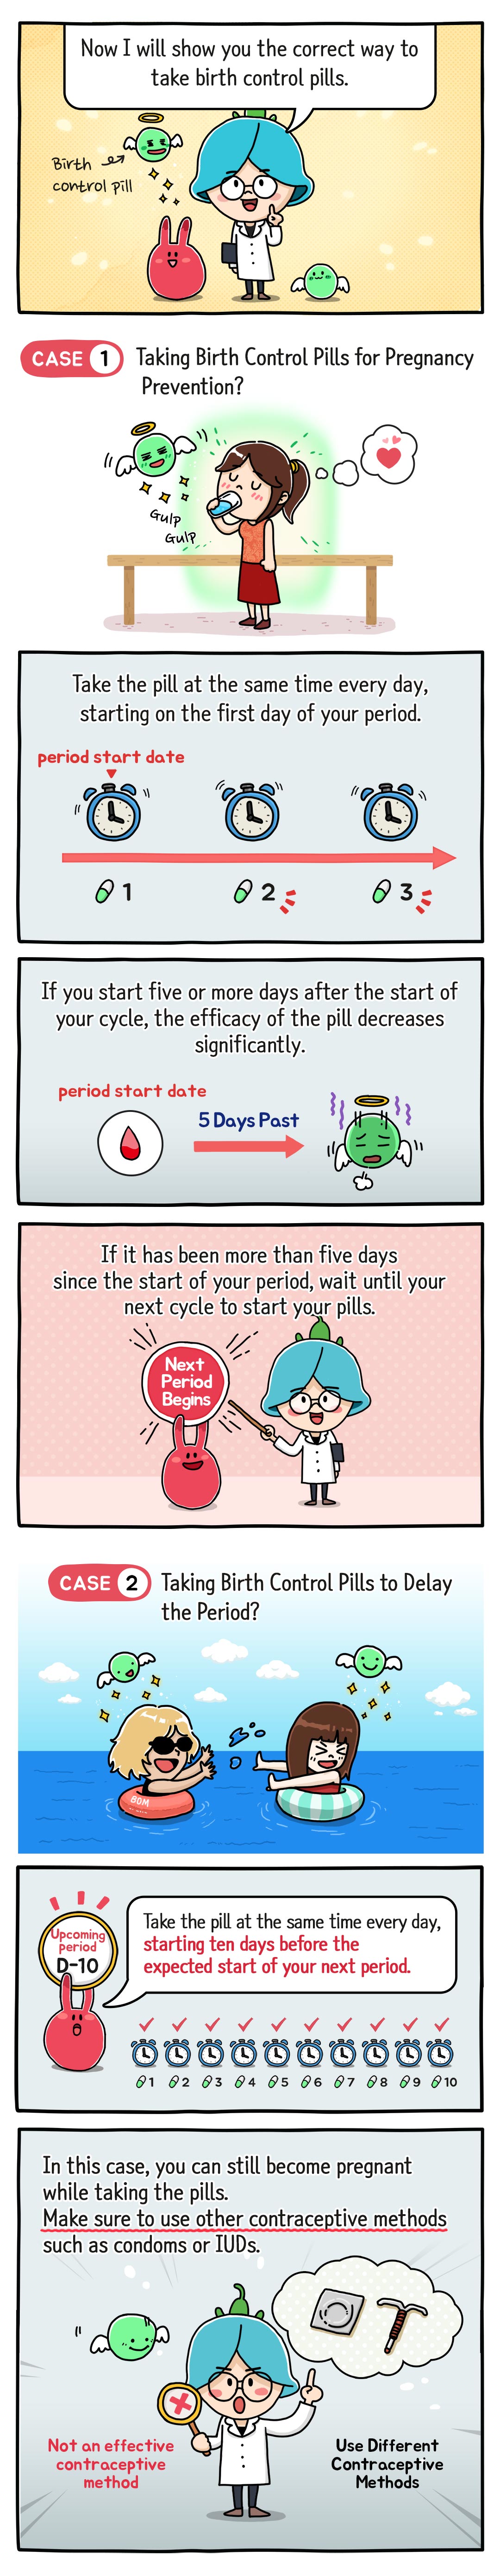 Now I will show you the correct way to
take birth control pills.
Birth
control pill
CASE 1
Taking Birth Control Pills for Pregnancy
Prevention?
Gulp
Gulp
Take the pill at the same time every day,
starting on the first day of your period.
period start date
1
2
3
If you start five or more days after the start of
your cycle, the efficacy of the pill decreases
significantly.
period start date
5 Days Past
If it has been more than five days
since the start of your period, wait until your
next cycle to start your pills.
Next
Period
Begins
CASE 2
Taking Birth Control Pills to Delay
the Period?
BOM
Upcoming
period
D-10
Take the pill at the same time every day,
starting ten days before the
expected start of your next period.
1 2 3 4 5 6 7 8 9 10
In this case, you can still become pregnant
while taking the pills.
Make sure to use other contraceptive methods
such as condoms or IUDs.
Not an effective
contraceptive
method
Use Different
Contraceptive
Methods